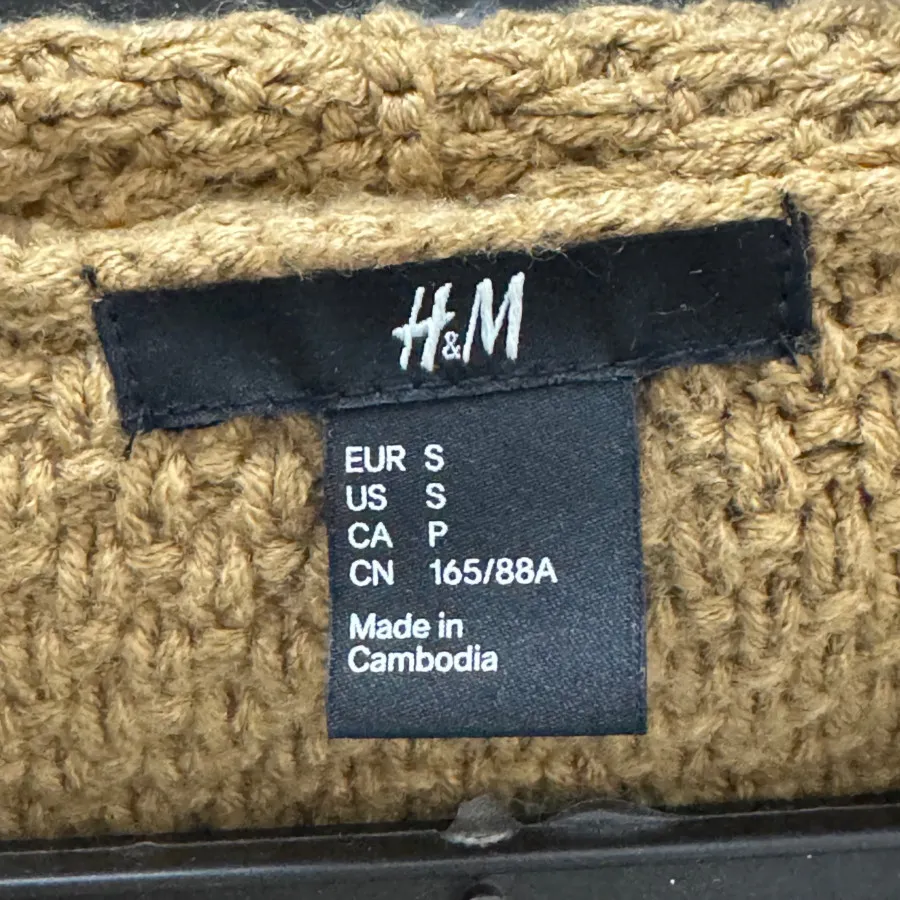 H&M
EUR S
US S
CA P
CN 165/88A
Made in
Cambodia